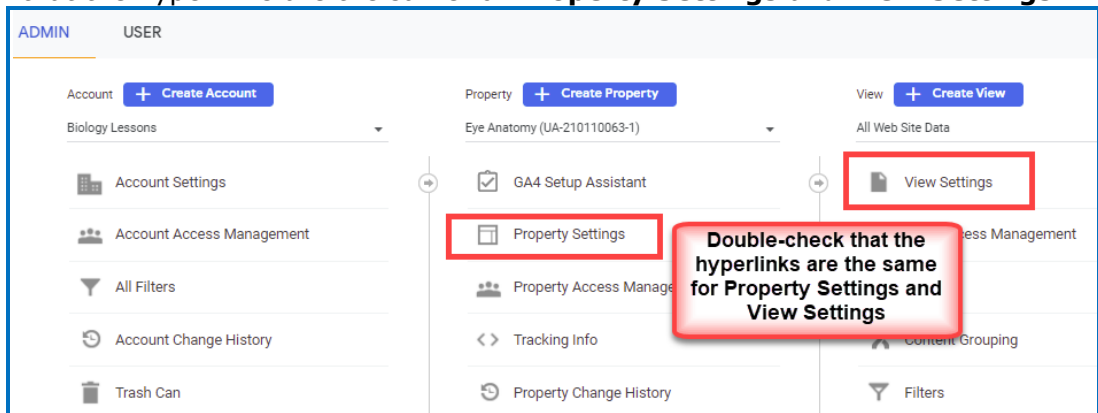 ADMIN USER
Account + Create Account Property + Create Property View + Create View
Biology Lessons Eye Anatomy (UA-210110063-1) All Web Site Data
Account Settings GA4 Setup Assistant View Settings
Account Access Management Property Settings Management
All Filters Property Access
Account Change History Tracking Info Grouping
Trash Can Property Change History Filters
Double-check that the
hyperlinks are the same
for Property Settings and
View Settings